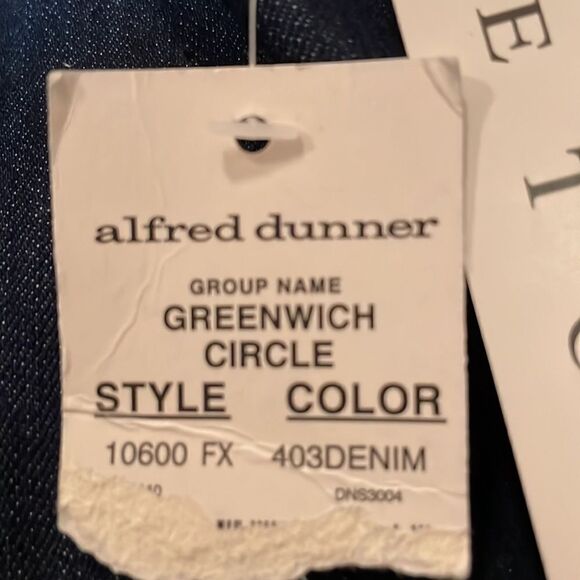 alfred dunner
GROUP NAME
GREENWICH
CIRCLE
STYLE COLOR
10600 FX 403DENIM
DNS3004
E
T